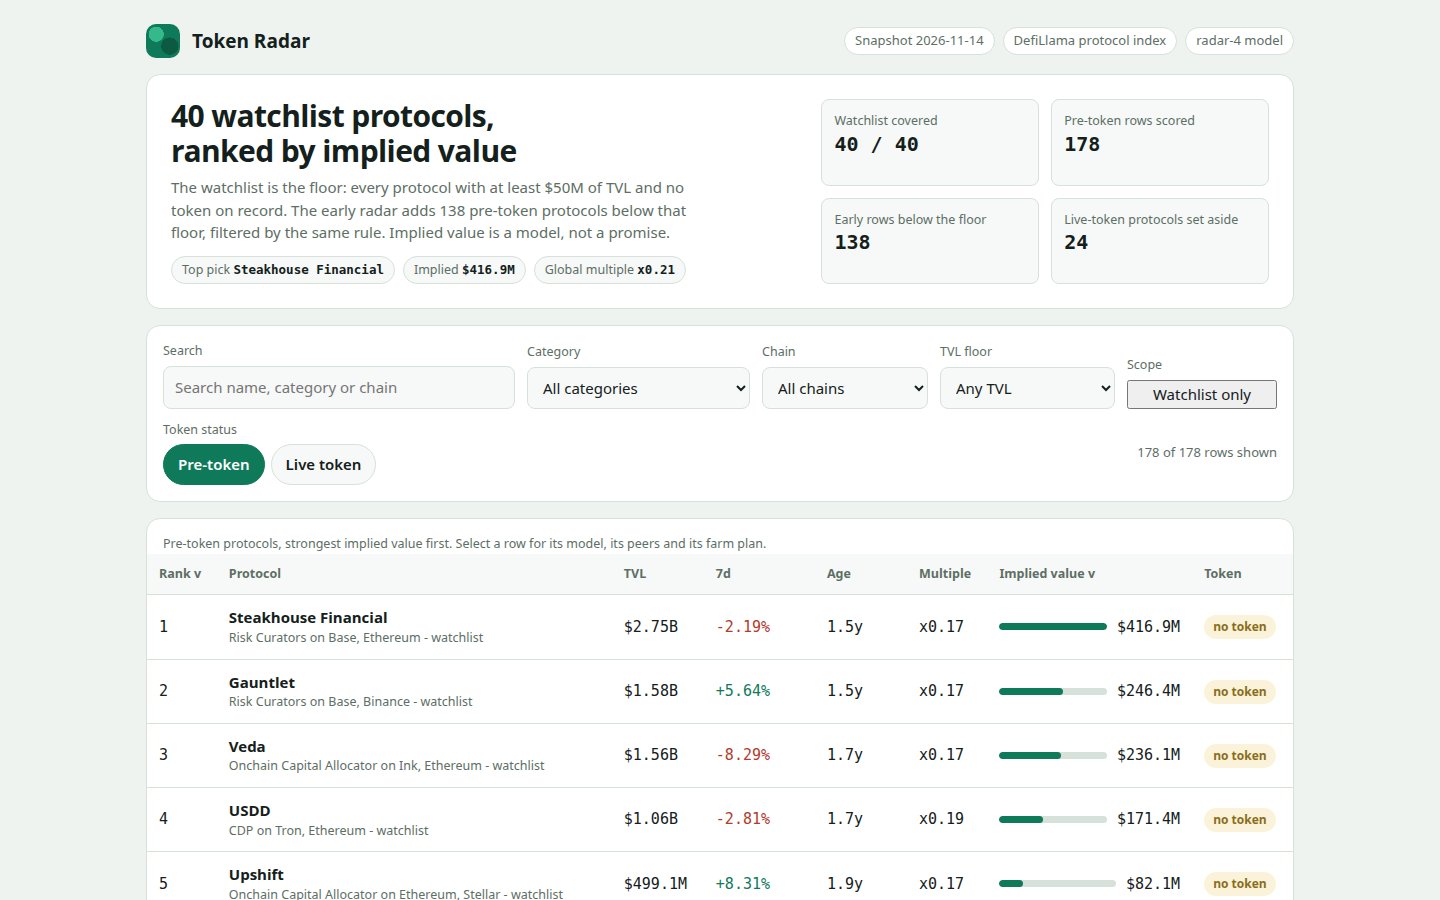 Token Radar
Snapshot 2026-11-14
DefiLlama protocol index
radar-4 model
40 watchlist protocols,
ranked by implied value
The watchlist is the floor: every protocol with at least $50M of TVL and no
token on record. The early radar adds 138 pre-token protocols below that
floor, filtered by the same rule. Implied value is a model, not a promise.
Top pick Steakhouse Financial
Implied $416.9M
Global multiple x0.21
Watchlist covered
40 / 40
Pre-token rows scored
178
Early rows below the floor
138
Live-token protocols set aside
24
Search
Search name, category or chain
Category
All categories
Chain
All chains
TVL floor
Any TVL
Scope
Watchlist only
Token status
Pre-token
Live token
178 of 178 rows shown
Pre-token protocols, strongest implied value first. Select a row for its model, its peers and its farm plan.
Rank v Protocol TVL 7d Age Multiple Implied value v Token
1 Steakhouse Financial $2.75B -2.19% 1.5y x0.17 $416.9M no token
Risk Curators on Base, Ethereum - watchlist
2 Gauntlet $1.58B +5.64% 1.5y x0.17 $246.4M no token
Risk Curators on Base, Binance - watchlist
3 Veda $1.56B -8.29% 1.7y x0.17 $236.1M no token
Onchain Capital Allocator on Ink, Ethereum - watchlist
4 USDD $1.06B -2.81% 1.7y x0.19 $171.4M no token
CDP on Tron, Ethereum - watchlist
5 Upshift $499.1M +8.31% 1.9y x0.17 $82.1M no token
Onchain Capital Allocator on Ethereum, Stellar - watchlist